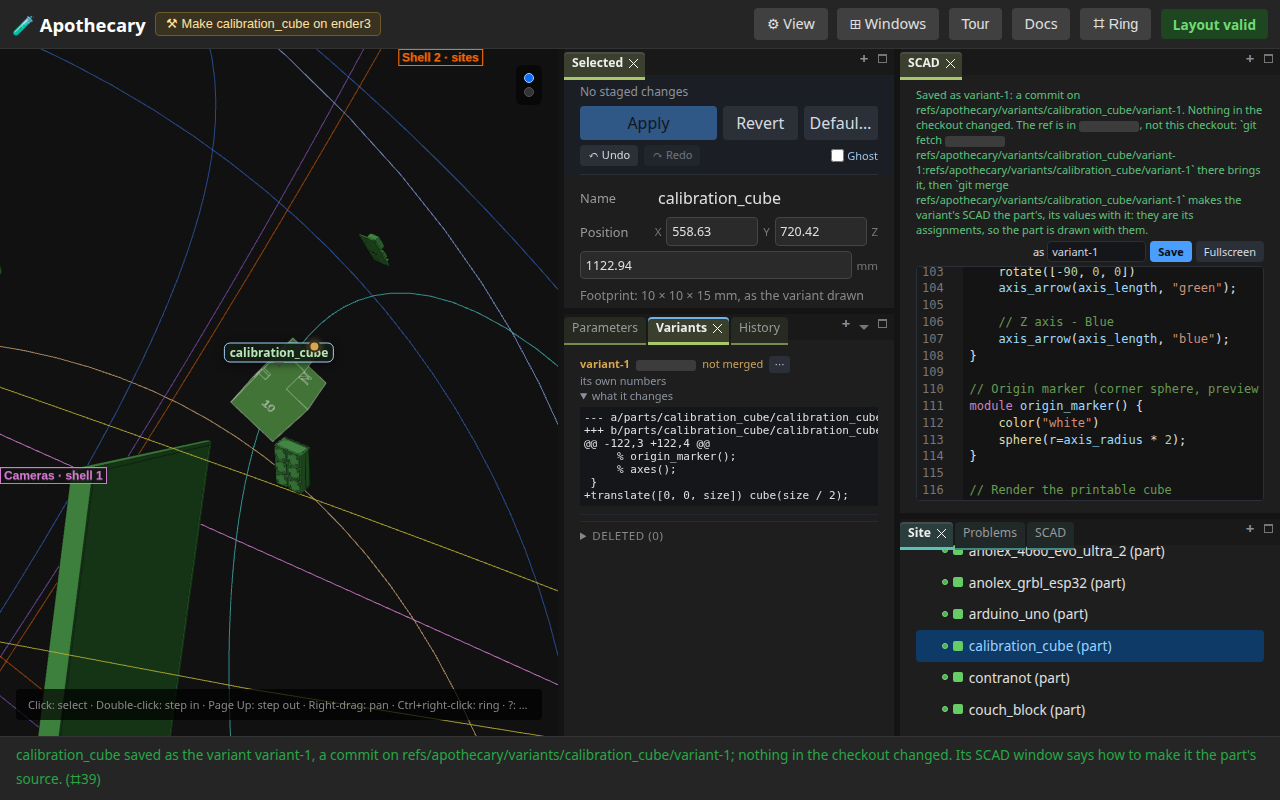 Apothecary
Make calibration_cube on ender3
View
Windows
Tour
Docs
Ring
Layout valid
Shell 2 · sites
calibration_cube
10
Cameras · shell 1
Click: select · Double-click: step in · Page Up: step out · Right-drag: pan · Ctrl+right-click: ring · ?: ...
Selected
No staged changes
Apply
Revert
Defaul...
Undo
Redo
Ghost
Name calibration_cube
Position X 558.63 Y 720.42 Z
1122.94 mm
Footprint: 10 × 10 × 15 mm, as the variant drawn
Parameters
Variants
History
variant-1 not merged ...
its own numbers
what it changes
--- a/parts/calibration_cube/calibration_cube
+++ b/parts/calibration_cube/calibration_cube
@@ -122,3 +122,4 @@
% origin_marker();
% axes();
}
+translate([0, 0, size]) cube(size / 2);
DELETED (0)
SCAD
Saved as variant-1: a commit on
refs/apothecary/variants/calibration_cube/variant-1. Nothing in the
checkout changed. The ref is in , not this checkout: `git
fetch
refs/apothecary/variants/calibration_cube/variant-
1:refs/apothecary/variants/calibration_cube/variant-1` there brings
it, then `git merge
refs/apothecary/variants/calibration_cube/variant-1` makes the
variant's SCAD the part's, its values with it: they are its
assignments, so the part is drawn with them.
as variant-1 Save Fullscreen
103 rotate([-90, 0, 0])
104 axis_arrow(axis_length, "green");
105
106 // Z axis - Blue
107 axis_arrow(axis_length, "blue");
108 }
109
110 // Origin marker (corner sphere, preview
111 module origin_marker() {
112 color("white")
113 sphere(r=axis_radius * 2);
114 }
115
116 // Render the printable cube
Site
Problems
SCAD
anolex_4060_evo_ultra_2 (part)
anolex_grbl_esp32 (part)
arduino_uno (part)
calibration_cube (part)
contranot (part)
couch_block (part)
calibration_cube saved as the variant variant-1, a commit on refs/apothecary/variants/calibration_cube/variant-1; nothing in the checkout changed. Its SCAD window says how to make it the part's
source. (⌗39)